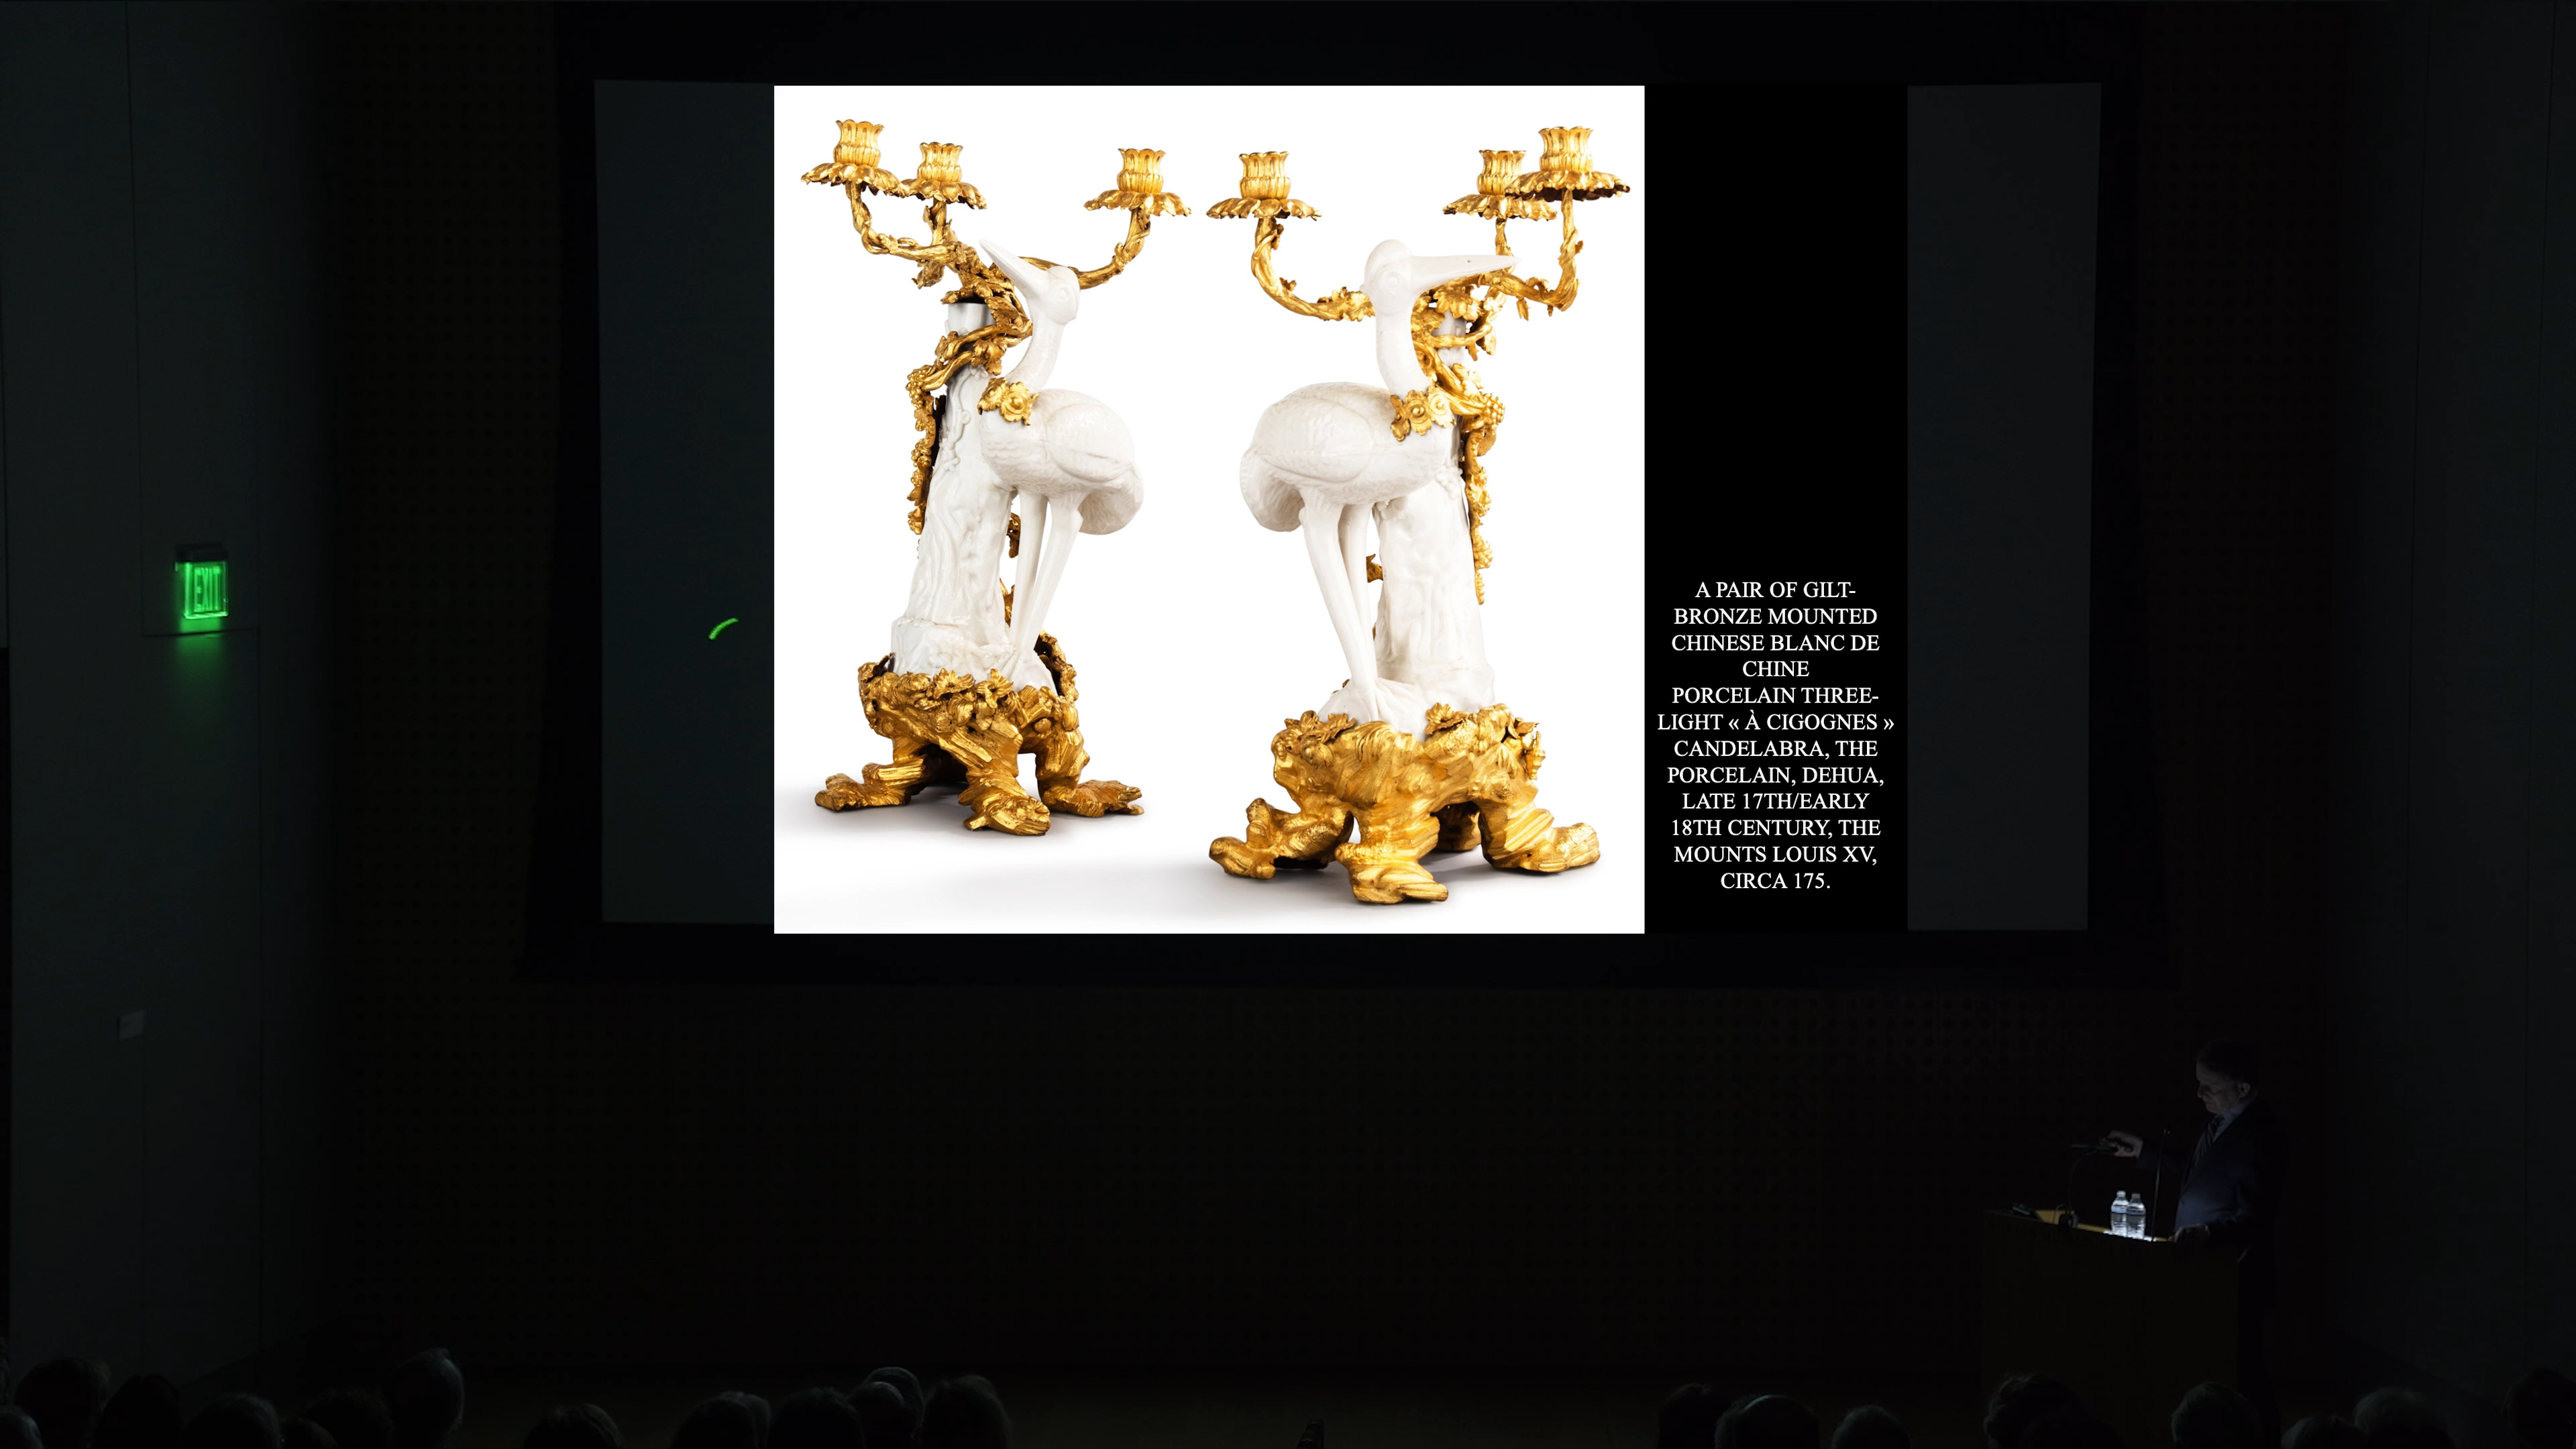 EXIT
A PAIR OF GILT-
BRONZE MOUNTED
CHINESE BLANC DE
CHINE
PORCELAIN THREE-
LIGHT « À CIGOGNES »
CANDELABRA, THE
PORCELAIN, DEHUA,
LATE 17TH/EARLY
18TH CENTURY, THE
MOUNTS LOUIS XV,
CIRCA 175.